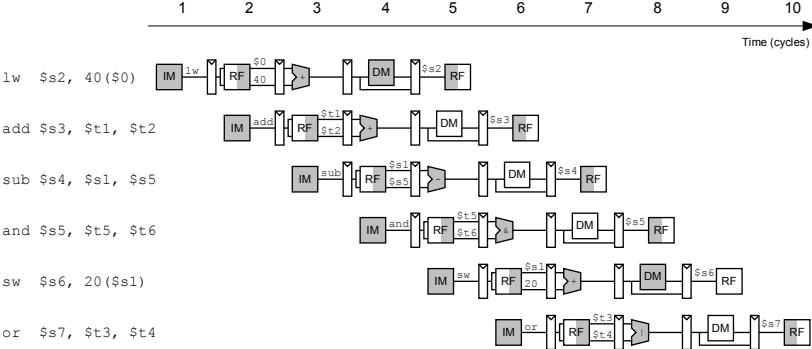 1 2 3 4 5 6 7 8 9 10
Time (cycles)
lw $s2, 40($0) IM lw RF $0 40 + DM $s2 RF
add $s3, $t1, $t2 IM add RF $t1 $t2 + DM $s3 RF
sub $s4, $s1, $s5 IM sub RF $s1 $s5 - DM $s4 RF
and $s5, $t5, $t6 IM and RF $t5 $t6 & DM $s5 RF
sw $s6, 20($s1) IM sw RF $s1 20 + DM $s6 RF
or $s7, $t3, $t4 IM or RF $t3 $t4 | DM $s7 RF